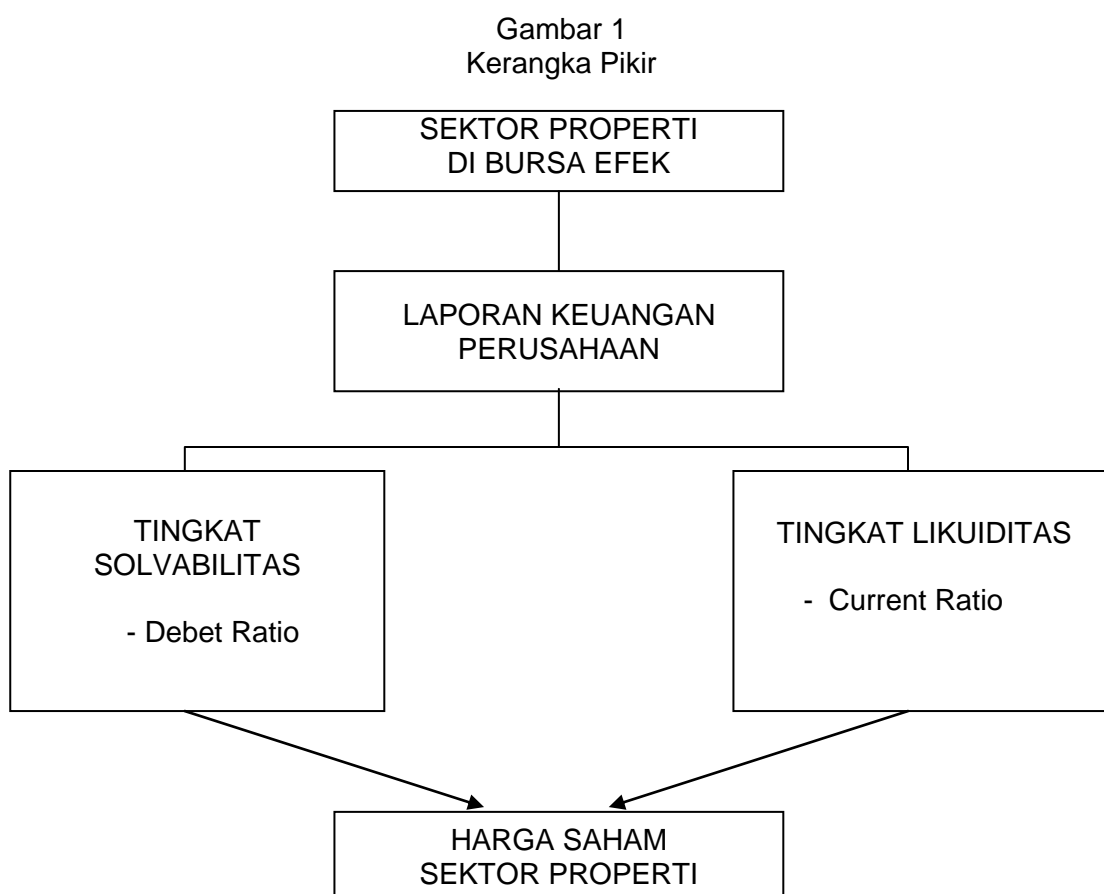 Gambar 1
Kerangka Pikir
SEKTOR PROPERTI
DI BURSA EFEK
LAPORAN KEUANGAN
PERUSAHAAN
TINGKAT
SOLVABILITAS
- Debet Ratio
TINGKAT LIKUIDITAS
- Current Ratio
HARGA SAHAM
SEKTOR PROPERTI